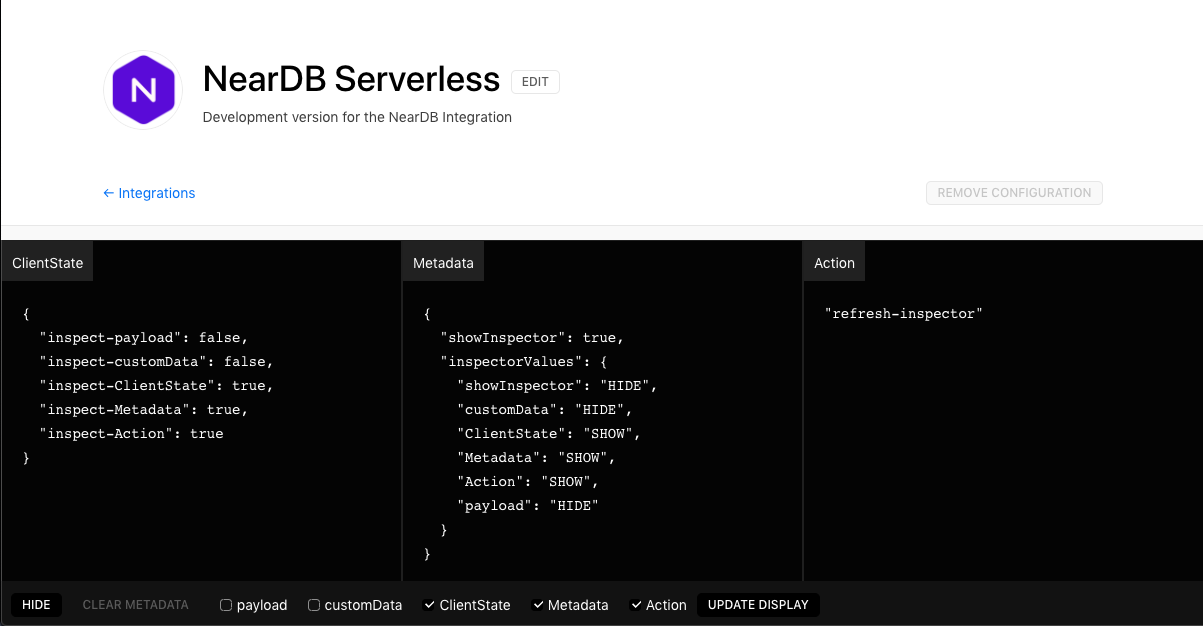 N
NearDB Serverless EDIT
Development version for the NearDB Integration
← Integrations REMOVE CONFIGURATION
ClientState
{
  "inspect-payload": false,
  "inspect-customData": false,
  "inspect-ClientState": true,
  "inspect-Metadata": true,
  "inspect-Action": true
}
Metadata
{
  "showInspector": true,
  "inspectorValues": {
    "showInspector": "HIDE",
    "customData": "HIDE",
    "ClientState": "SHOW",
    "Metadata": "SHOW",
    "Action": "SHOW",
    "payload": "HIDE"
  }
}
Action
"refresh-inspector"
HIDE CLEAR METADATA payload customData ClientState Metadata Action UPDATE DISPLAY